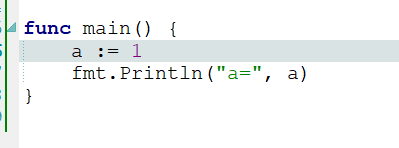 func main() {
    a := 1
    fmt.Println("a=", a)
}